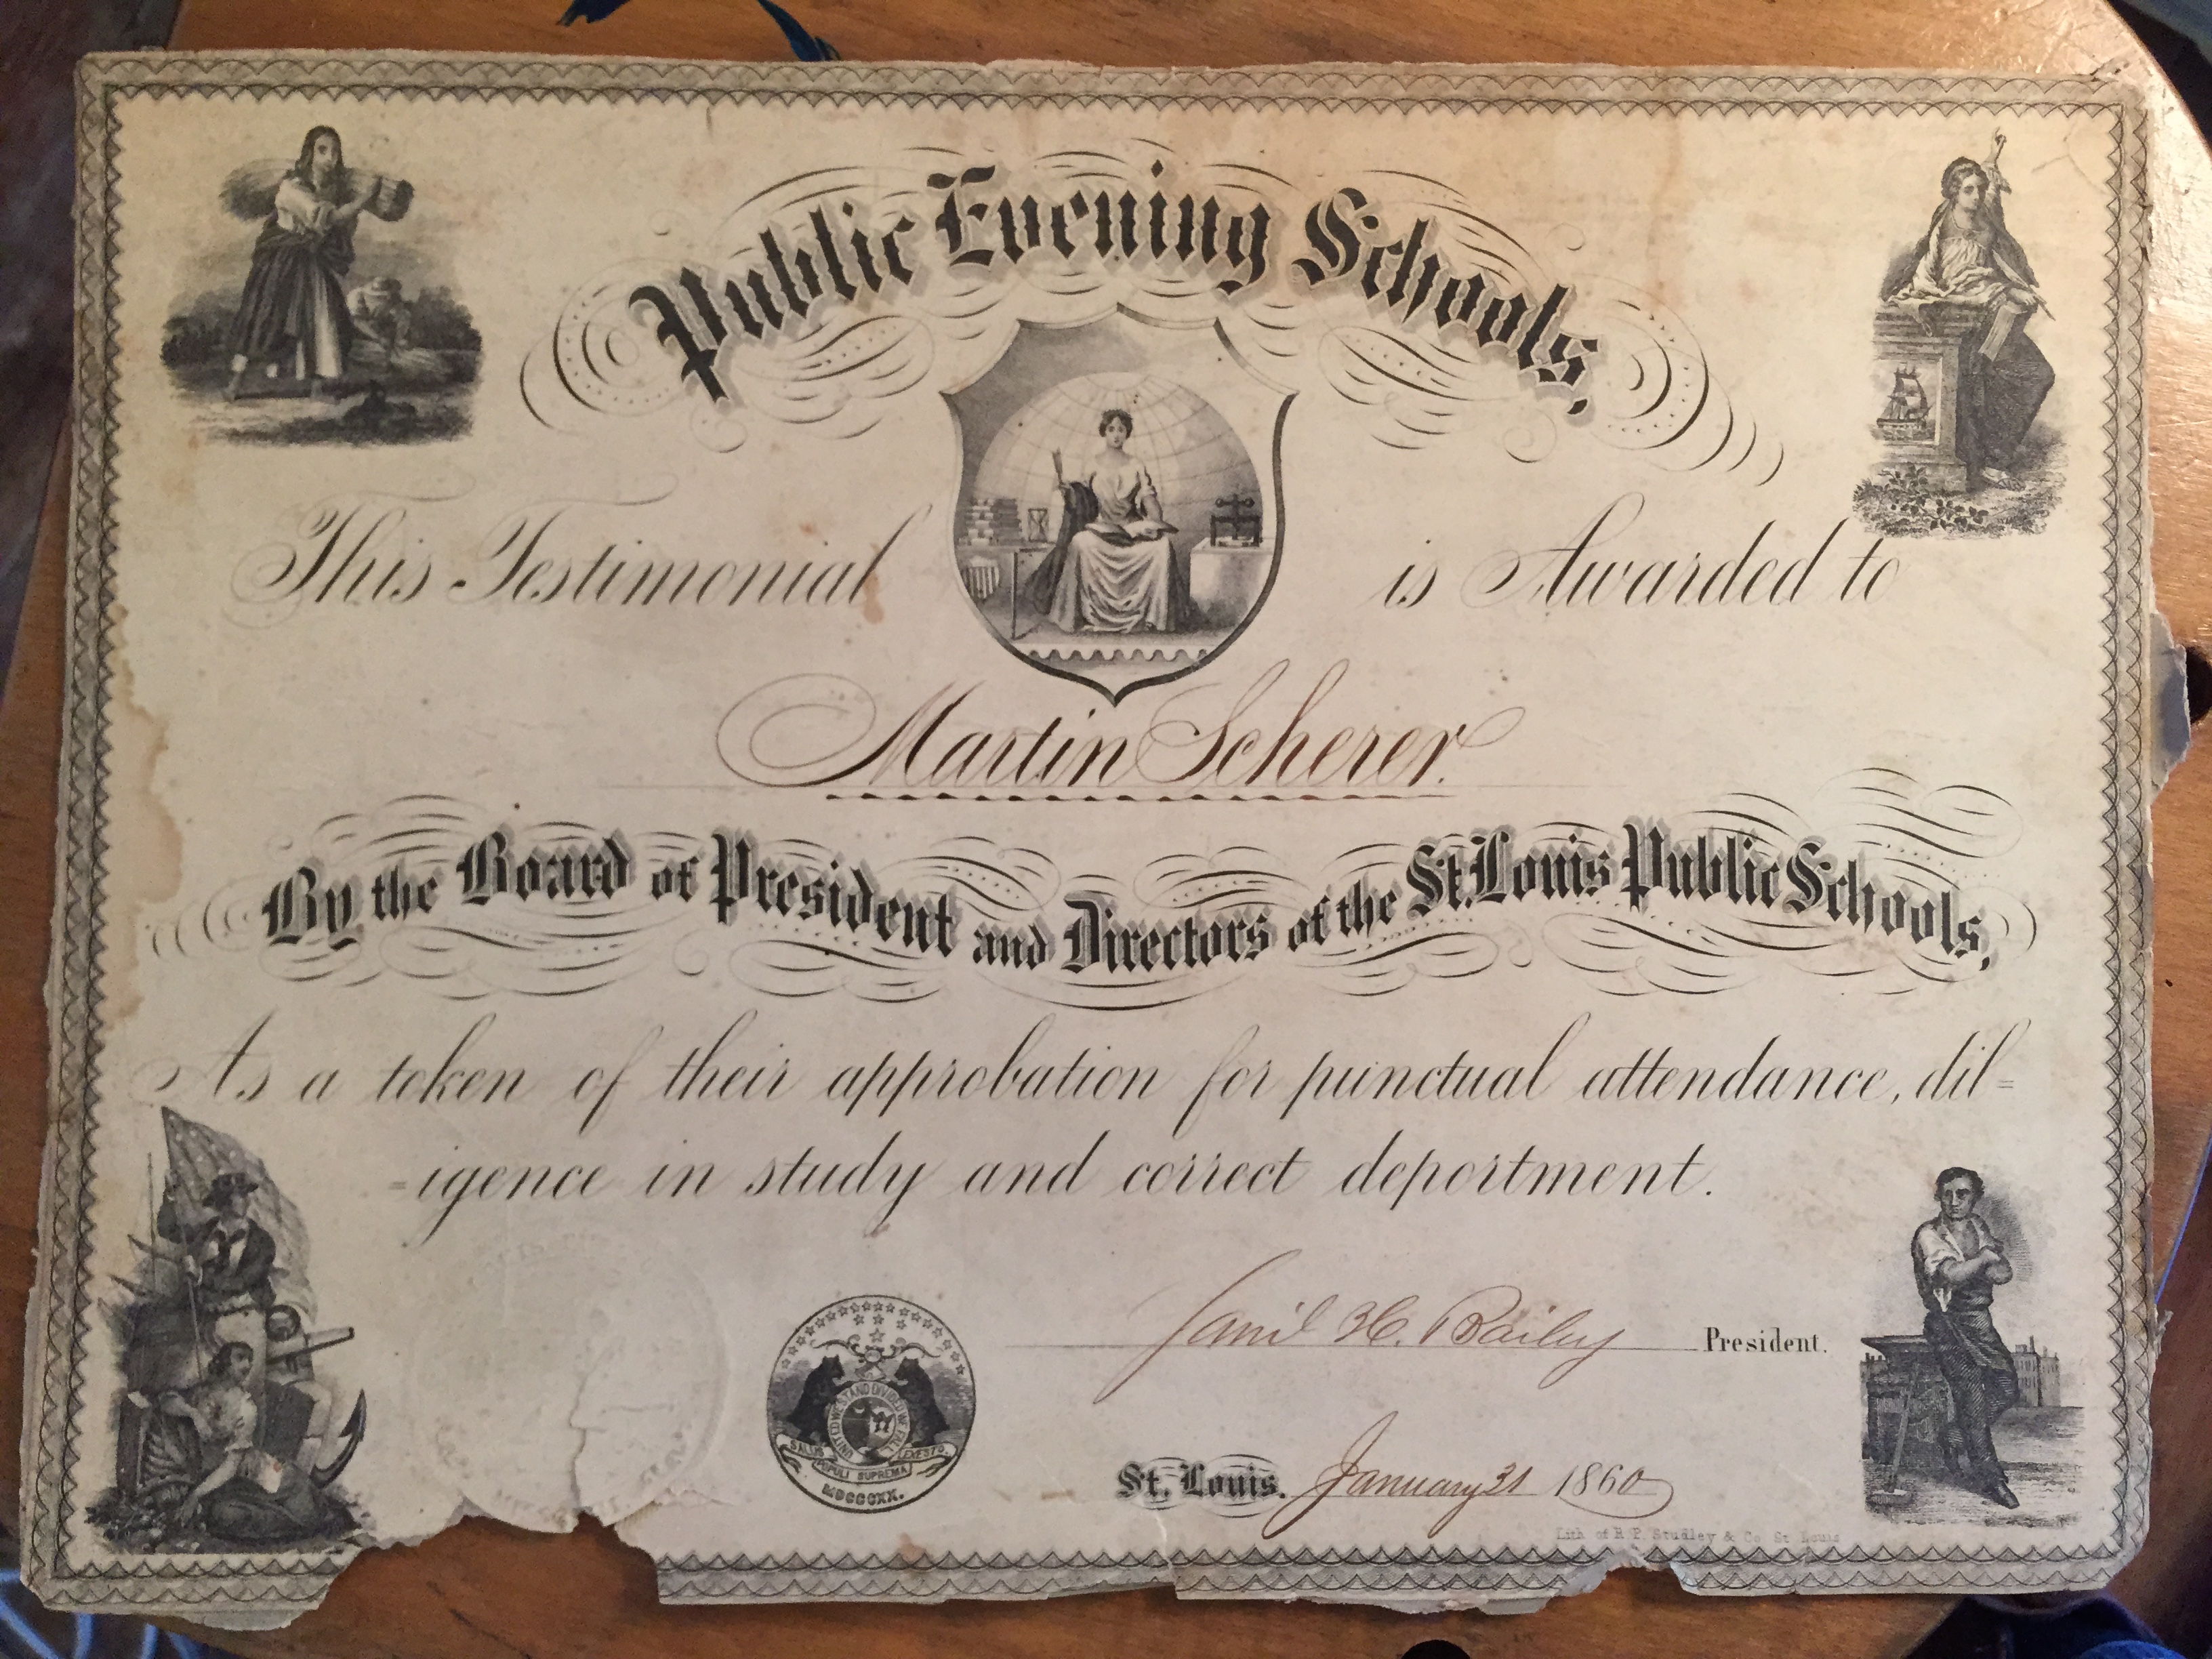 Public Evening Schools,
This Testimonial is Awarded to
Martin Scherer.
By the Board of President and Directors of the St. Louis Public Schools,
As a token of their approbation for punctual attendance, dil=
=igence in study and correct deportment.
H. Bailey President.
UNITED WE STAND DIVIDED WE FALL
SALUS POPULI SUPREMA LEX ESTO
MDCCCXX.
St. Louis. January 31 1860
Lith of R. P. Studley & Co St Louis